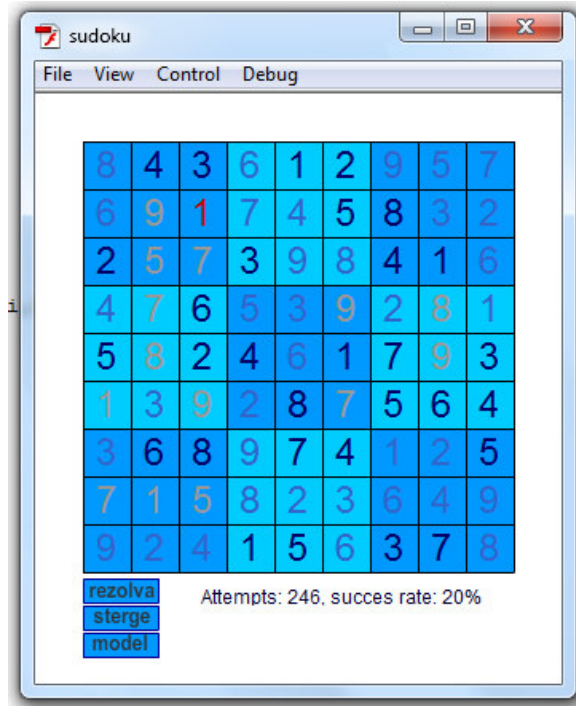 sudoku
File View Control Debug
8 4 3 6 1 2 9 5 7
6 9 1 7 4 5 8 3 2
2 5 7 3 9 8 4 1 6
i
4 7 6 5 3 9 2 8 1
5 8 2 4 6 1 7 9 3
1 3 9 2 8 7 5 6 4
3 6 8 9 7 4 1 2 5
7 1 5 8 2 3 6 4 9
9 2 4 1 5 6 3 7 8
rezolva
Attempts: 246, succes rate: 20%
sterge
model